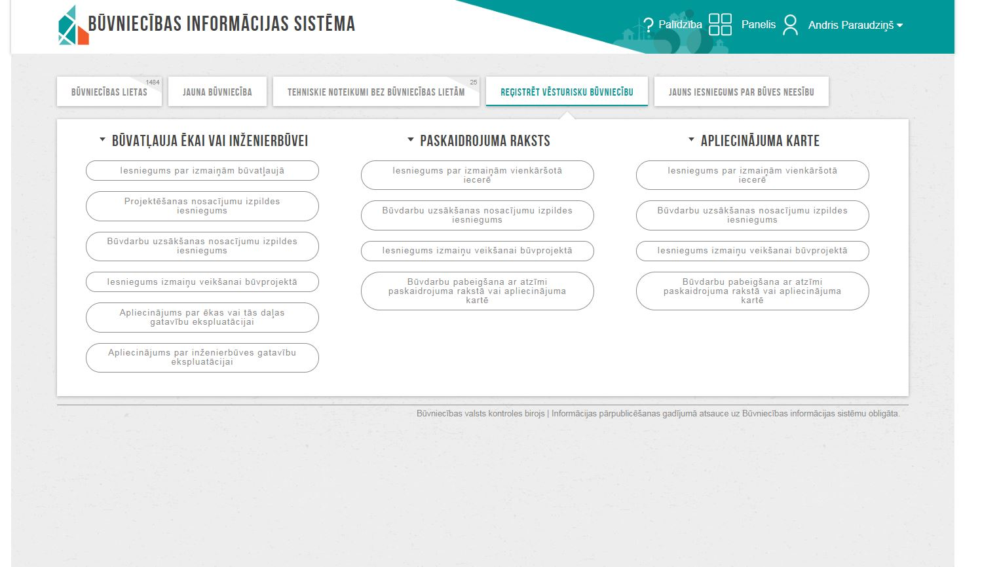 BŪVNIECĪBAS INFORMĀCIJAS SISTĒMA
Palīdzība
Panelis
Andris Paraudziņš
BŪVNIECĪBAS LIETAS
1484
JAUNA BŪVNIECĪBA
TEHNISKIE NOTEIKUMI BEZ BŪVNIECĪBAS LIETĀM
25
REĢISTRĒT VĒSTURISKU BŪVNIECĪBU
JAUNS IESNIEGUMS PAR BŪVES NEESĪBU
BŪVATĻAUJA ĒKAI VAI INŽENIERBŪVEI
Iesniegums par izmaiņām būvatļaujā
Projektēšanas nosacījumu izpildes
iesniegums
Būvdarbu uzsākšanas nosacījumu izpildes
iesniegums
Iesniegums izmaiņu veikšanai būvprojektā
Apliecinājums par ēkas vai tās daļas
gatavību ekspluatācijai
Apliecinājums par inženierbūves gatavību
ekspluatācijai
PASKAIDROJUMA RAKSTS
Iesniegums par izmaiņām vienkāršotā
iecerē
Būvdarbu uzsākšanas nosacījumu izpildes
iesniegums
Iesniegums izmaiņu veikšanai būvprojektā
Būvdarbu pabeigšana ar atzīmi
paskaidrojuma rakstā vai apliecinājuma
kartē
APLIECINĀJUMA KARTE
Iesniegums par izmaiņām vienkāršotā
iecerē
Būvdarbu uzsākšanas nosacījumu izpildes
iesniegums
Iesniegums izmaiņu veikšanai būvprojektā
Būvdarbu pabeigšana ar atzīmi
paskaidrojuma rakstā vai apliecinājuma
kartē
Būvniecības valsts kontroles birojs | Informācijas pārpublicēšanas gadījumā atsauce uz Būvniecības informācijas sistēmu obligāta.